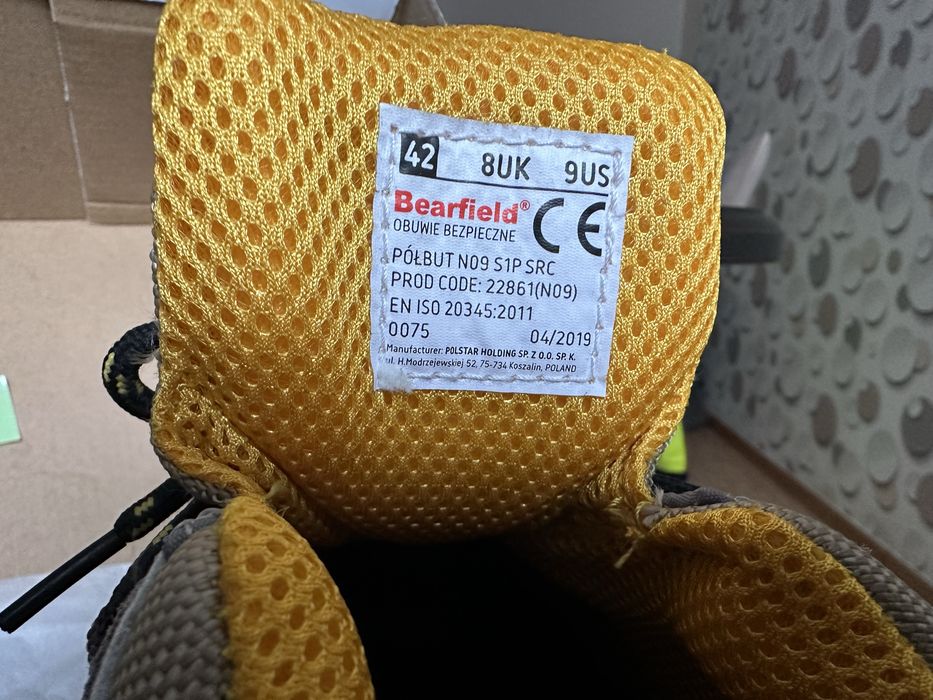 42 8UK 9US
Bearfield® CE
OBUWIE BEZPIECZNE
PÓŁBUT N09 S1P SRC
PROD CODE: 22861(N09)
EN ISO 20345:2011
0075 04/2019
Manufacturer: POLSTAR HOLDING SP. Z O.O. SP. K.
ul. H.Modrzejewskiej 52, 75-734 Koszalin, POLAND